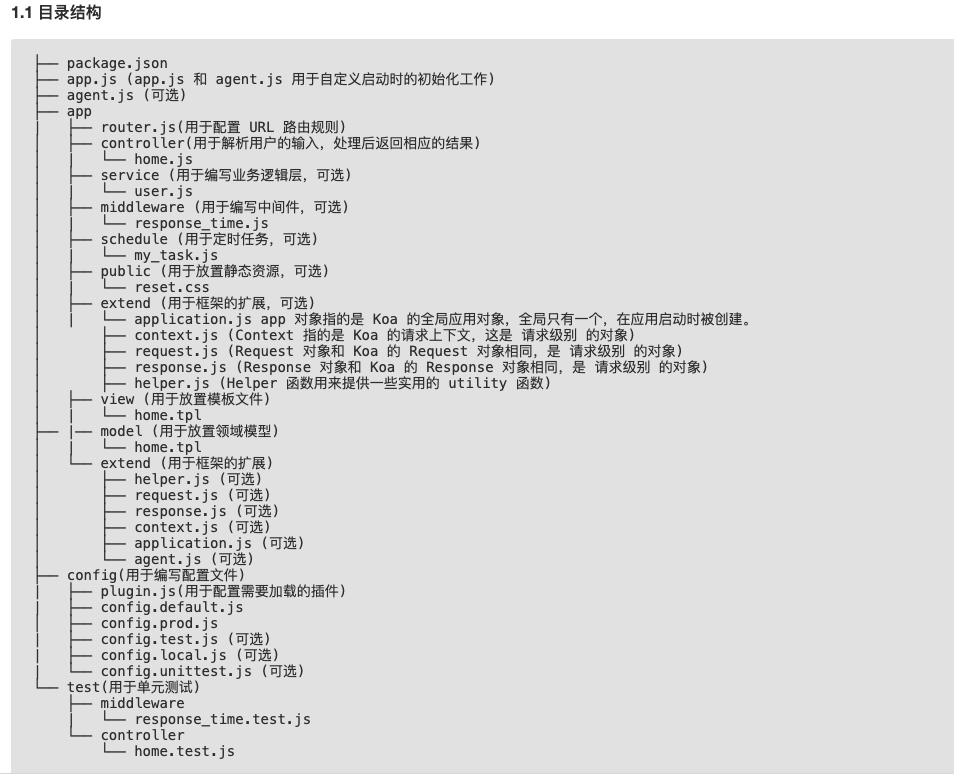 1.1 目录结构
├── package.json
├── app.js (app.js 和 agent.js 用于自定义启动时的初始化工作)
├── agent.js (可选)
├── app
│   ├── router.js(用于配置 URL 路由规则)
│   ├── controller(用于解析用户的输入，处理后返回相应的结果)
│   │   └── home.js
│   ├── service (用于编写业务逻辑层，可选)
│   │   └── user.js
│   ├── middleware (用于编写中间件，可选)
│   │   └── response_time.js
│   ├── schedule (用于定时任务，可选)
│   │   └── my_task.js
│   ├── public (用于放置静态资源，可选)
│   │   └── reset.css
│   ├── extend (用于框架的扩展，可选)
│   │   └── application.js app 对象指的是 Koa 的全局应用对象，全局只有一个，在应用启动时被创建。
│       ├── context.js (Context 指的是 Koa 的请求上下文，这是 请求级别 的对象)
│       ├── request.js (Request 对象和 Koa 的 Request 对象相同，是 请求级别 的对象)
│       ├── response.js (Response 对象和 Koa 的 Response 对象相同，是 请求级别 的对象)
│       ├── helper.js (Helper 函数用来提供一些实用的 utility 函数)
│   ├── view (用于放置模板文件)
│   │   └── home.tpl
├── |── model (用于放置领域模型)
│   │   └── home.tpl
│   └── extend (用于框架的扩展)
│       ├── helper.js (可选)
│       ├── request.js (可选)
│       ├── response.js (可选)
│       ├── context.js (可选)
│       ├── application.js (可选)
│       └── agent.js (可选)
├── config(用于编写配置文件)
│   ├── plugin.js(用于配置需要加载的插件)
│   ├── config.default.js
│   ├── config.prod.js
│   ├── config.test.js (可选)
│   ├── config.local.js (可选)
│   └── config.unittest.js (可选)
└── test(用于单元测试)
    ├── middleware
    │   └── response_time.test.js
    └── controller
        └── home.test.js